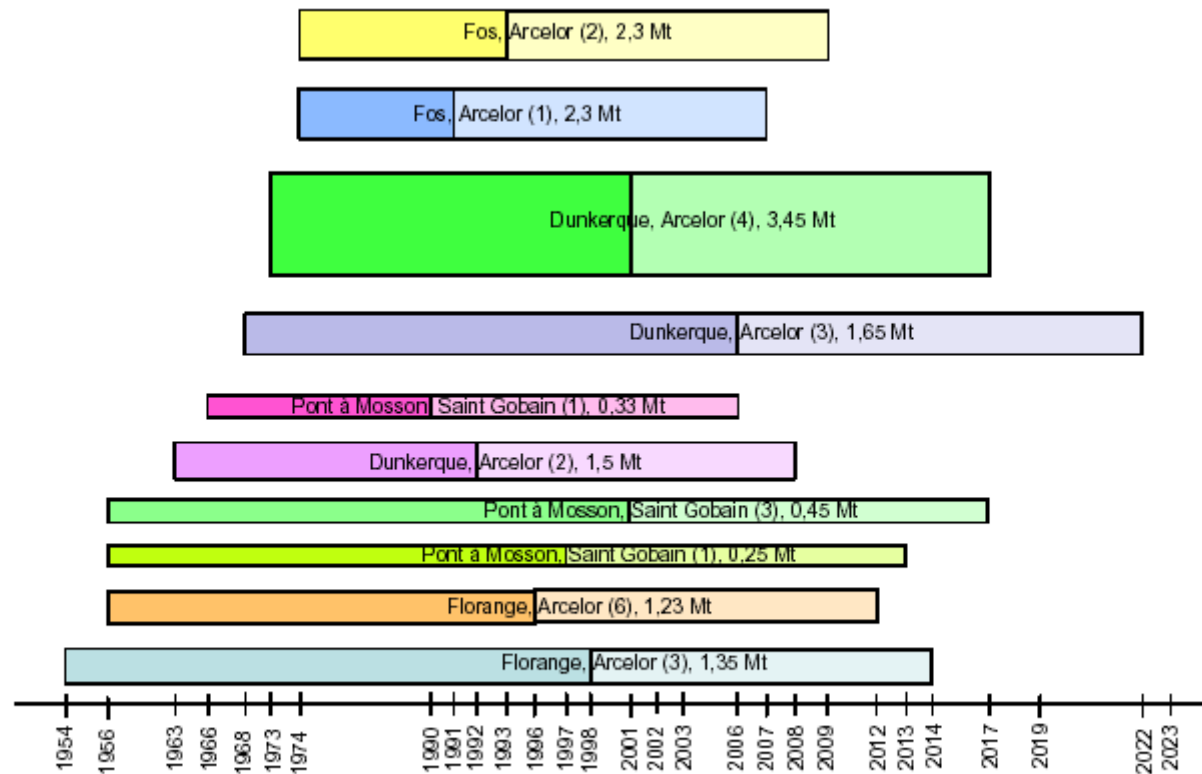 Fos, Arcelor (2), 2,3 Mt
Fos, Arcelor (1), 2,3 Mt
Dunkerque, Arcelor (4), 3,45 Mt
Dunkerque, Arcelor (3), 1,65 Mt
Pont à Mosson, Saint Gobain (1), 0,33 Mt
Dunkerque, Arcelor (2), 1,5 Mt
Pont à Mosson, Saint Gobain (3), 0,45 Mt
Pont à Mosson, Saint Gobain (1), 0,25 Mt
Florange, Arcelor (6), 1,23 Mt
Florange, Arcelor (3), 1,35 Mt
1954
1956
1963
1966
1968
1973
1974
1990
1991
1992
1993
1996
1997
1998
2001
2002
2003
2006
2007
2008
2009
2012
2013
2014
2017
2019
2022
2023